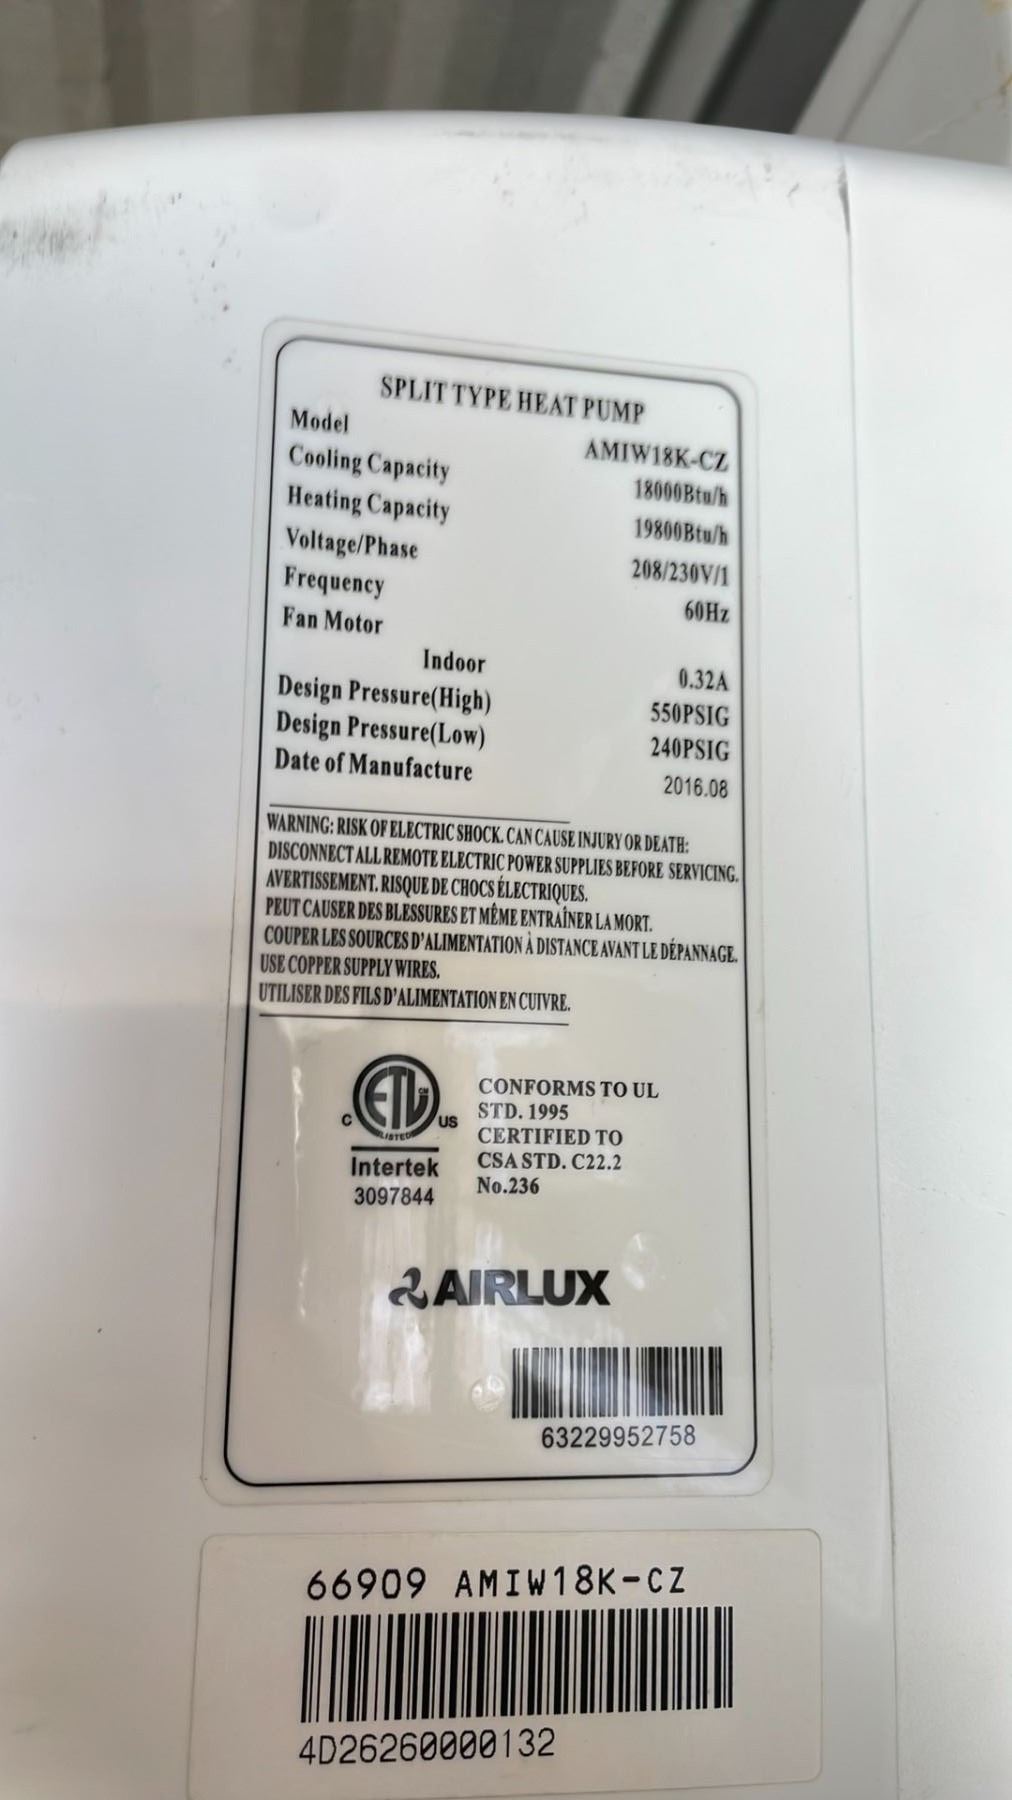 SPLIT TYPE HEAT PUMP
Model AMIW18K-CZ
Cooling Capacity 18000Btu/h
Heating Capacity 19800Btu/h
Voltage/Phase 208/230V/1
Frequency 60Hz
Fan Motor
Indoor 0.32A
Design Pressure(High) 550PSIG
Design Pressure(Low) 240PSIG
Date of Manufacture 2016.08
WARNING: RISK OF ELECTRIC SHOCK. CAN CAUSE INJURY OR DEATH:
DISCONNECT ALL REMOTE ELECTRIC POWER SUPPLIES BEFORE SERVICING.
AVERTISSEMENT. RISQUE DE CHOCS ÉLECTRIQUES.
PEUT CAUSER DES BLESSURES ET MÊME ENTRAÎNER LA MORT.
COUPER LES SOURCES D'ALIMENTATION À DISTANCE AVANT LE DÉPANNAGE.
USE COPPER SUPPLY WIRES.
UTILISER DES FILS D'ALIMENTATION EN CUIVRE.
C ETL CM US
LISTED
Intertek
3097844
CONFORMS TO UL
STD. 1995
CERTIFIED TO
CSA STD. C22.2
No.236
AIRLUX
63229952758
66909 AMIW18K-CZ
4D26260000132